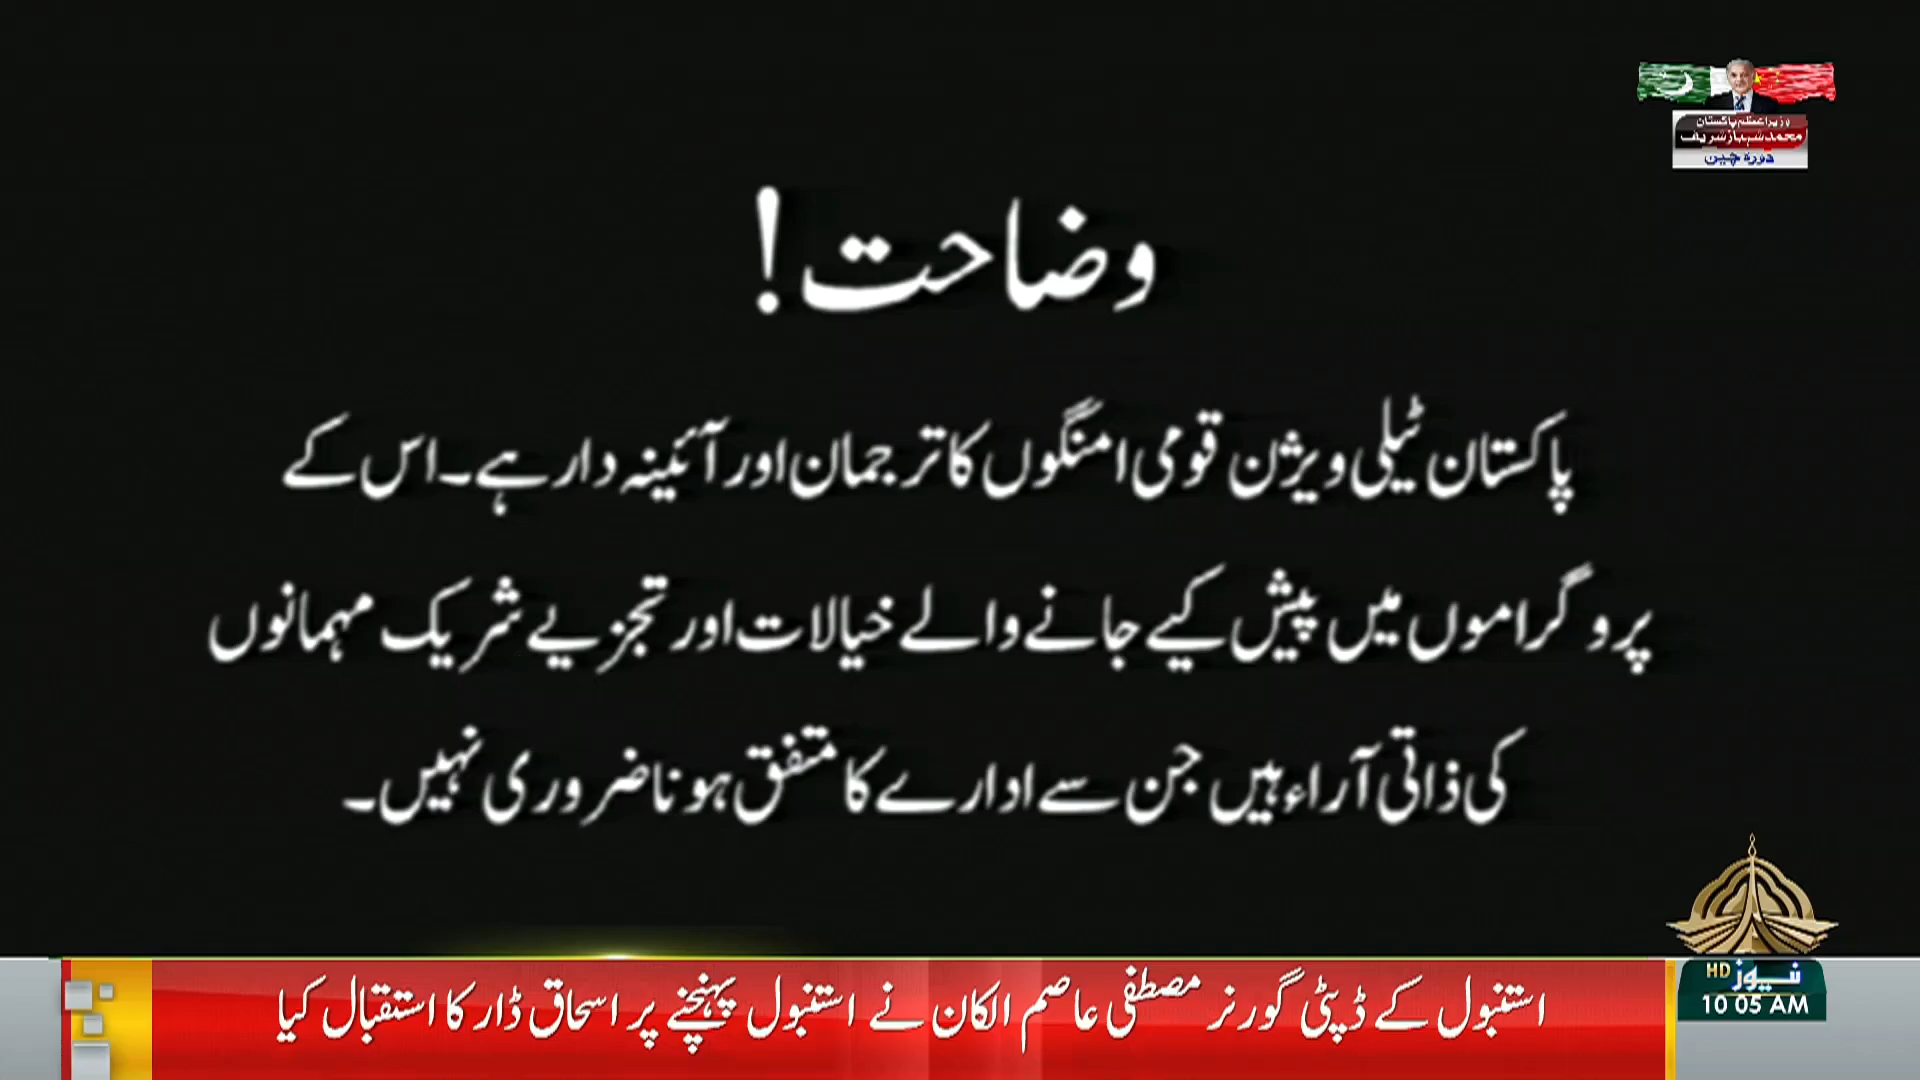 وزیراعظم پاکستان
محمد شہباز شریف
دورہ چین
وضاحت!
پاکستان ٹیلی ویژن قومی امنگوں کا ترجمان اور آئینہ دار ہے۔ اس کے
پروگراموں میں پیش کیے جانے والے خیالات اور تجزیے شریک مہمانوں
کی ذاتی آراء ہیں جن سے ادارے کا متفق ہونا ضروری نہیں۔
نیوز HD
10 05 AM
استنبول کے ڈپٹی گورنر مصطفی عاصم الکان نے استنبول پہنچنے پر اسحاق ڈار کا استقبال کیا